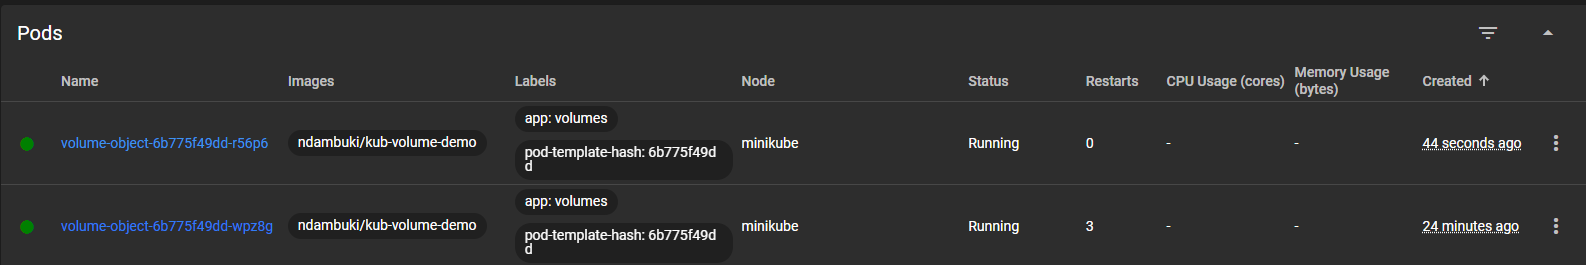 Pods
Name Images Labels Node Status Restarts CPU Usage (cores) Memory Usage (bytes) Created
volume-object-6b775f49dd-r56p6 ndambuki/kub-volume-demo app: volumes minikube Running 0 - - 44 seconds ago
pod-template-hash: 6b775f49d
d
volume-object-6b775f49dd-wpz8g ndambuki/kub-volume-demo app: volumes minikube Running 3 - - 24 minutes ago
pod-template-hash: 6b775f49d
d